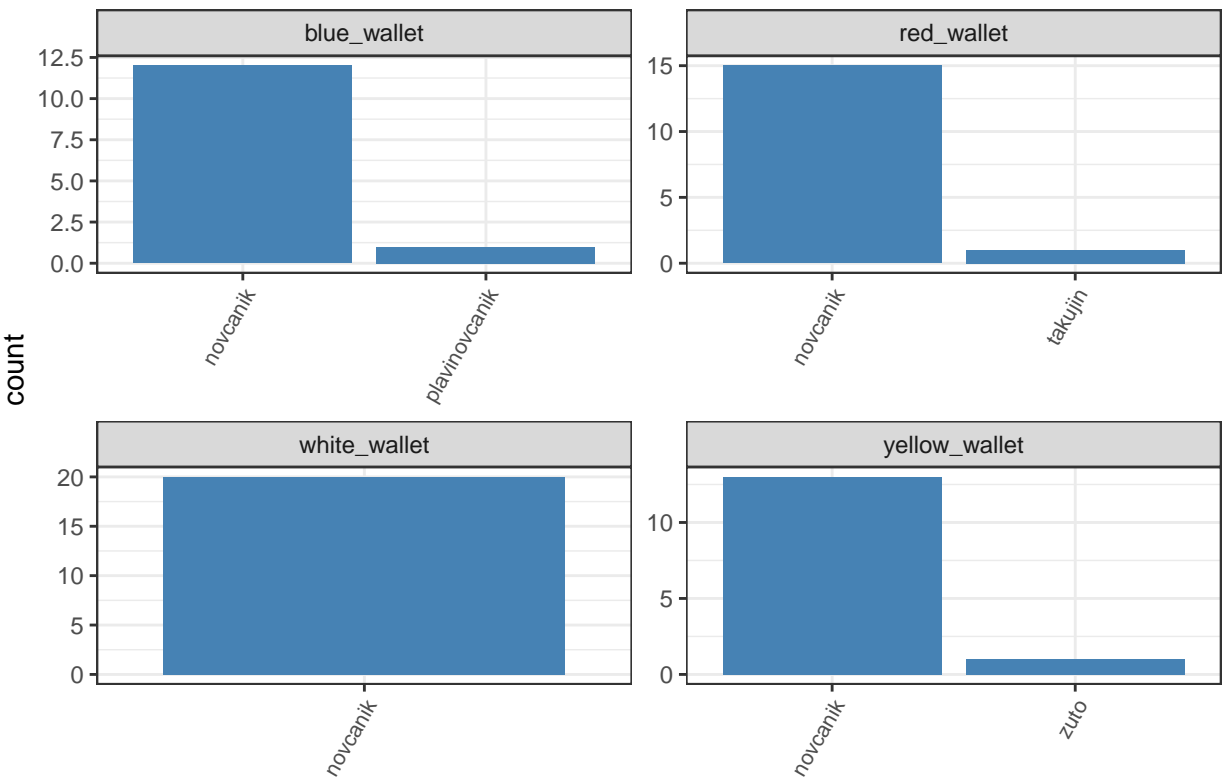 blue_wallet
red_wallet
12.5
10.0
7.5
5.0
2.5
0.0
novcanik
plavinovcanik
15
10
5
0
novcanik
takujin
count
white_wallet
yellow_wallet
20
15
10
5
0
novcanik
10
5
0
novcanik
zuto